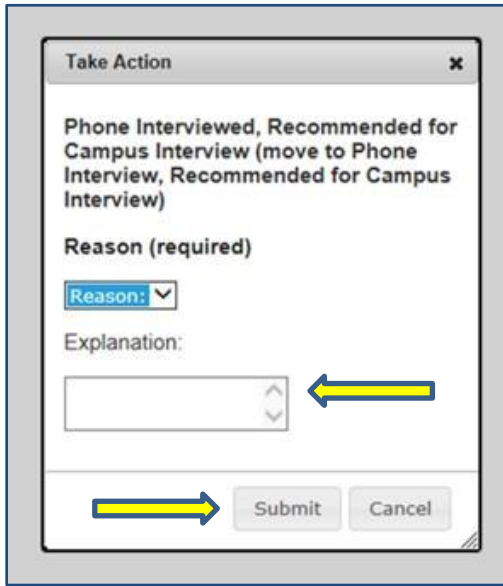 Take Action
Phone Interviewed, Recommended for
Campus Interview (move to Phone
Interview, Recommended for Campus
Interview)
Reason (required)
Reason:
Explanation:
Submit Cancel